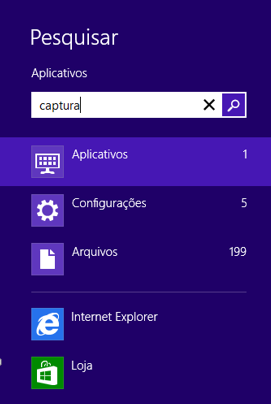 Pesquisar
Aplicativos
captura
Aplicativos 1
Configurações 5
Arquivos 199
Internet Explorer
Loja